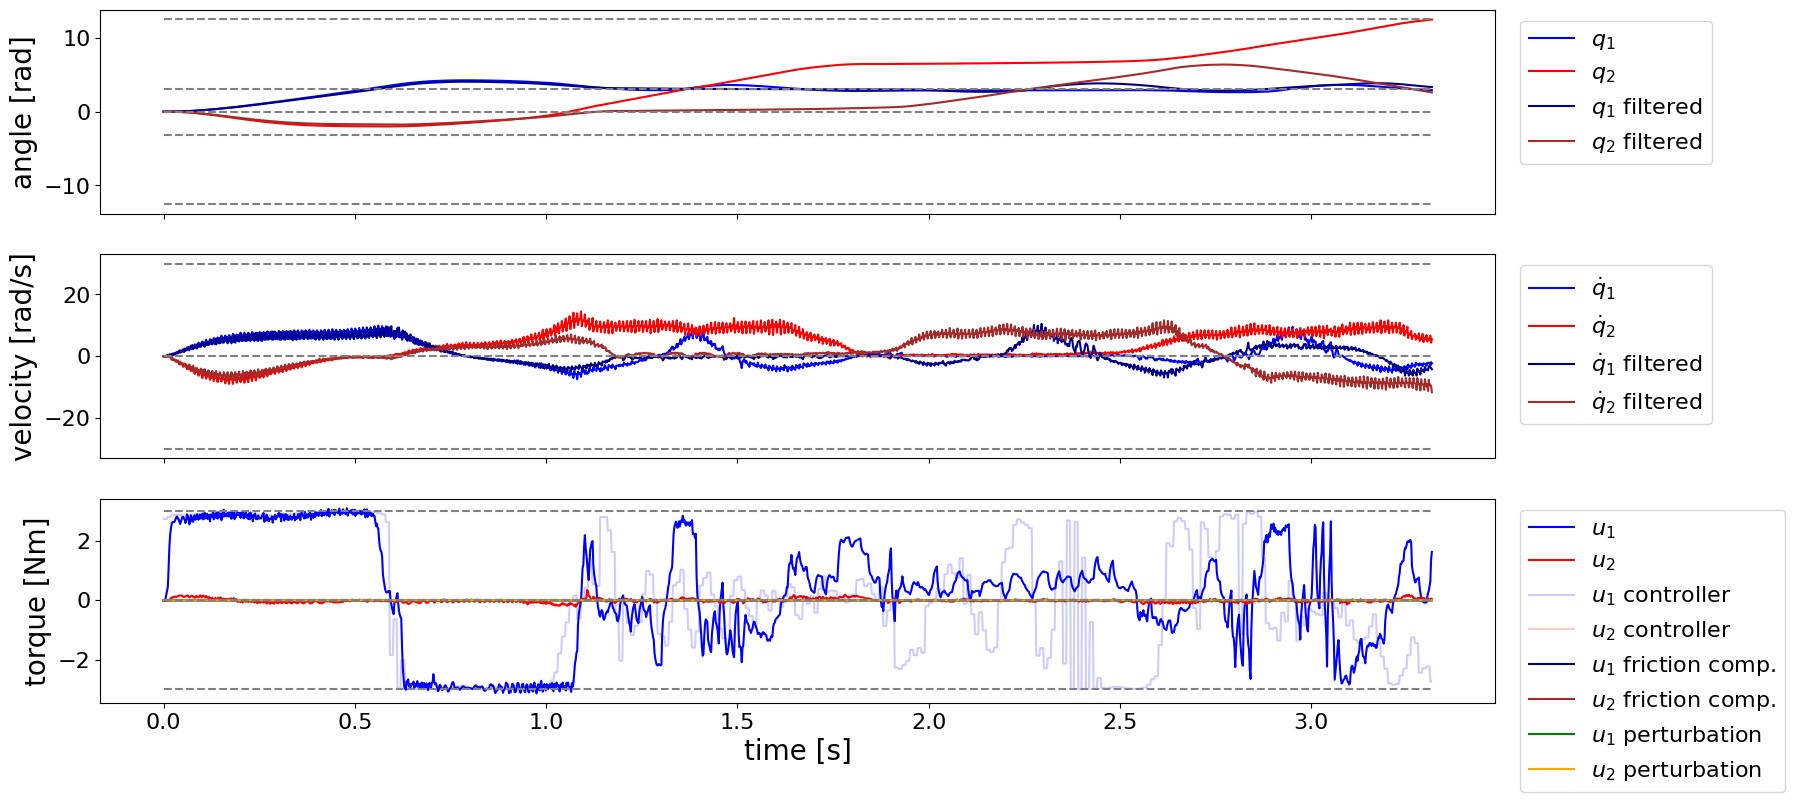 angle [rad]
10
0
−10
q₁
q₂
q₁ filtered
q₂ filtered
velocity [rad/s]
20
0
−20
q̇₁
q̇₂
q̇₁ filtered
q̇₂ filtered
torque [Nm]
2
0
−2
0.0 0.5 1.0 1.5 2.0 2.5 3.0
time [s]
u₁
u₂
u₁ controller
u₂ controller
u₁ friction comp.
u₂ friction comp.
u₁ perturbation
u₂ perturbation